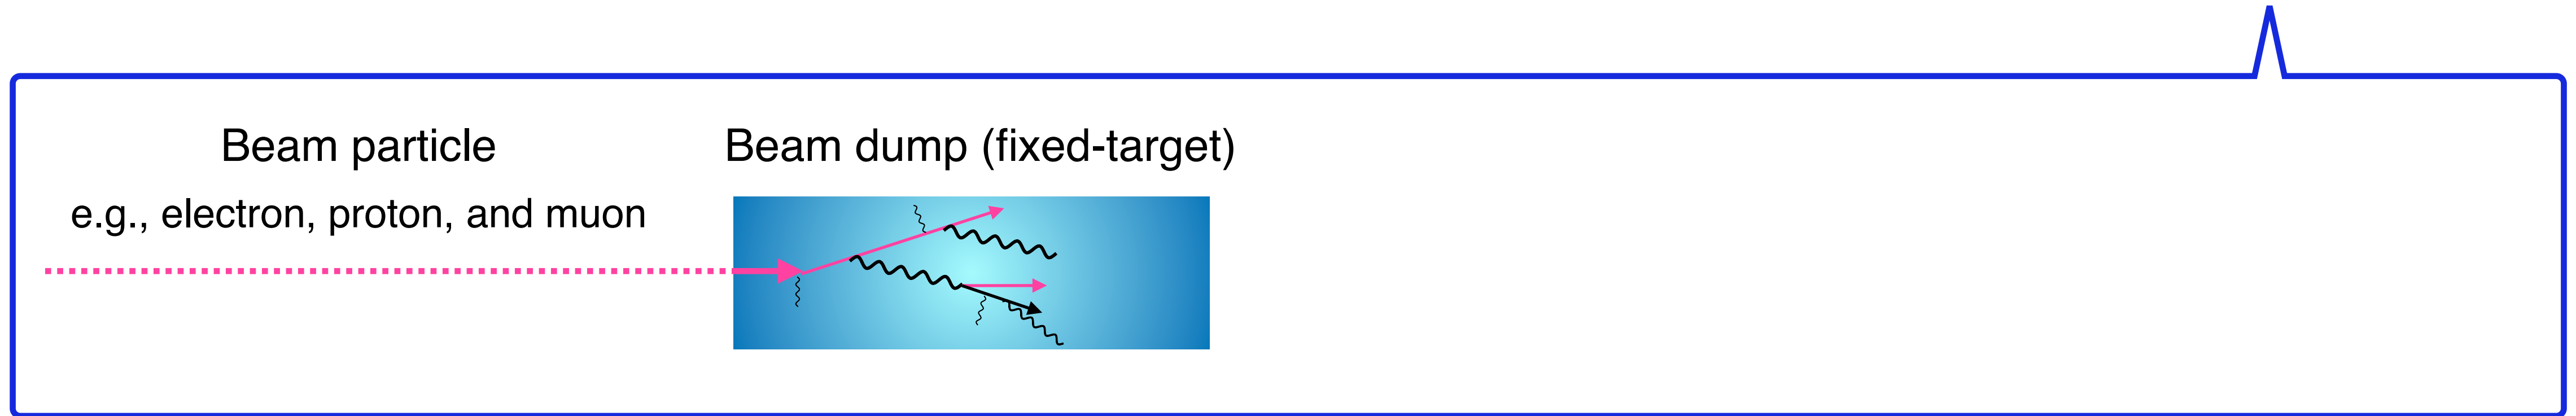 Beam particle
Beam dump (fixed-target)
e.g., electron, proton, and muon